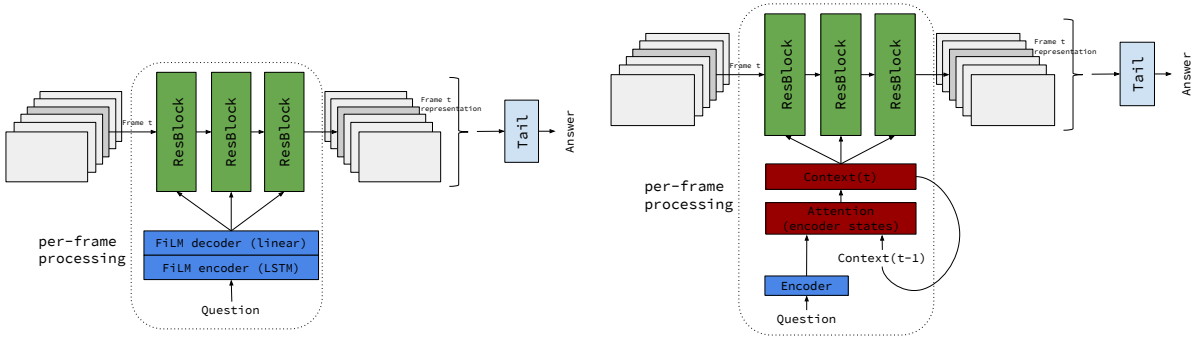 Frame t
ResBlock
ResBlock
ResBlock
Frame t
representation
Tail
Answer
per-frame
processing
FiLM decoder (linear)
FiLM encoder (LSTM)
Question
Frame t
ResBlock
ResBlock
ResBlock
Frame t
representation
Tail
Answer
per-frame
processing
Context(t)
Attention
(encoder states)
Context(t-1)
Encoder
Question